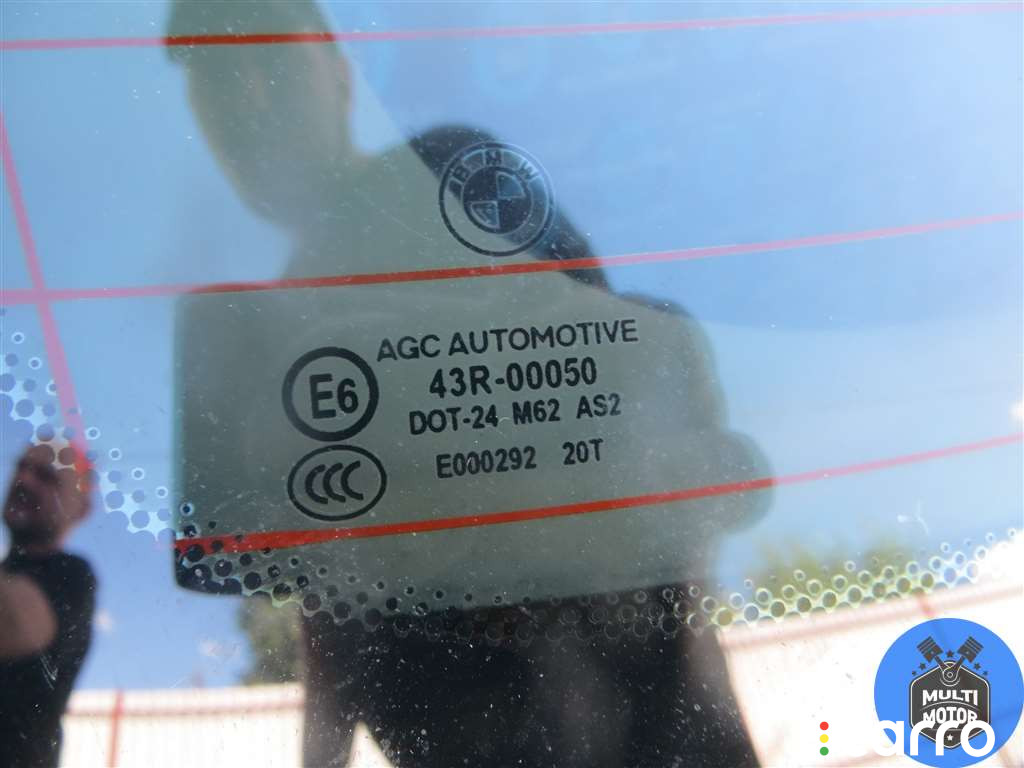 BMW
AGC AUTOMOTIVE
E6
43R-00050
DOT-24 M62 AS2
CCC
E000292 20T
MULTI
MOTOR